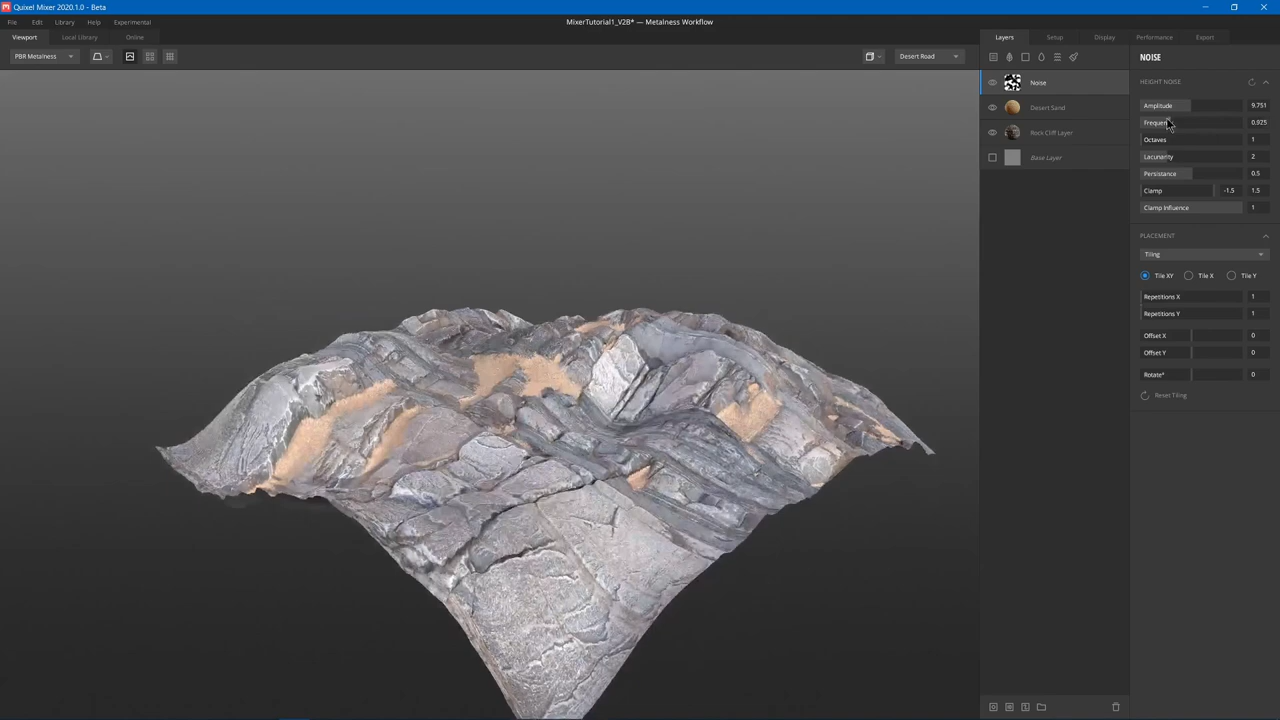 Quixel Mixer 2020.1.0 - Beta
File Edit Library Help Experimental
MixerTutorial1_V2B* — Metalness Workflow
Viewport Local Library Online
Layers Setup Display Performance Export
PBR Metalness
Desert Road
NOISE
HEIGHT NOISE
Noise
Desert Sand
Rock Cliff Layer
Base Layer
Amplitude 9.751
Frequen 0.925
Octaves 1
Lacunarity 2
Persistance 0.5
Clamp -1.5 1.5
Clamp Influence 1
PLACEMENT
Tiling
Tile XY Tile X Tile Y
Repetitions X 1
Repetitions Y 1
Offset X 0
Offset Y 0
Rotate* 0
Reset Tiling